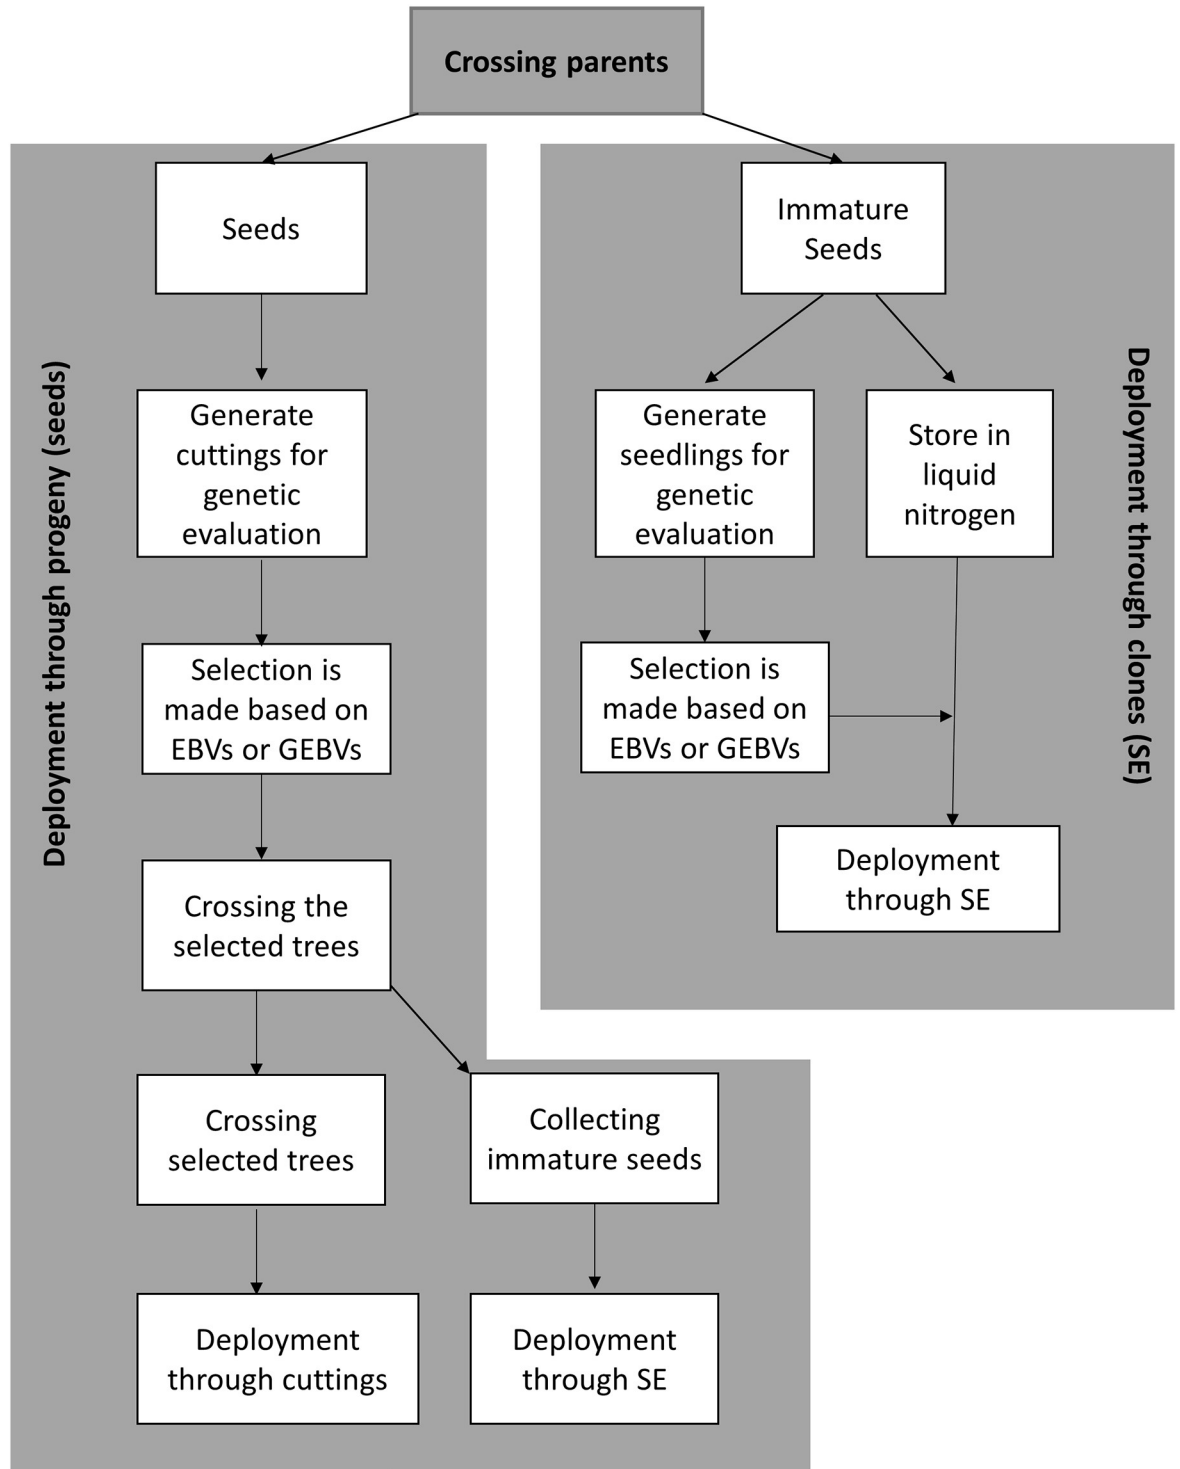 Crossing parents
Deployment through progeny (seeds)
Seeds
Generate
cuttings for
genetic
evaluation
Selection is
made based on
EBVs or GEBVs
Crossing the
selected trees
Crossing
selected trees
Deployment
through cuttings
Collecting
immature seeds
Deployment
through SE
Immature
Seeds
Generate
seedlings for
genetic
evaluation
Store in
liquid
nitrogen
Selection is
made based on
EBVs or GEBVs
Deployment
through SE
Deployment through clones (SE)